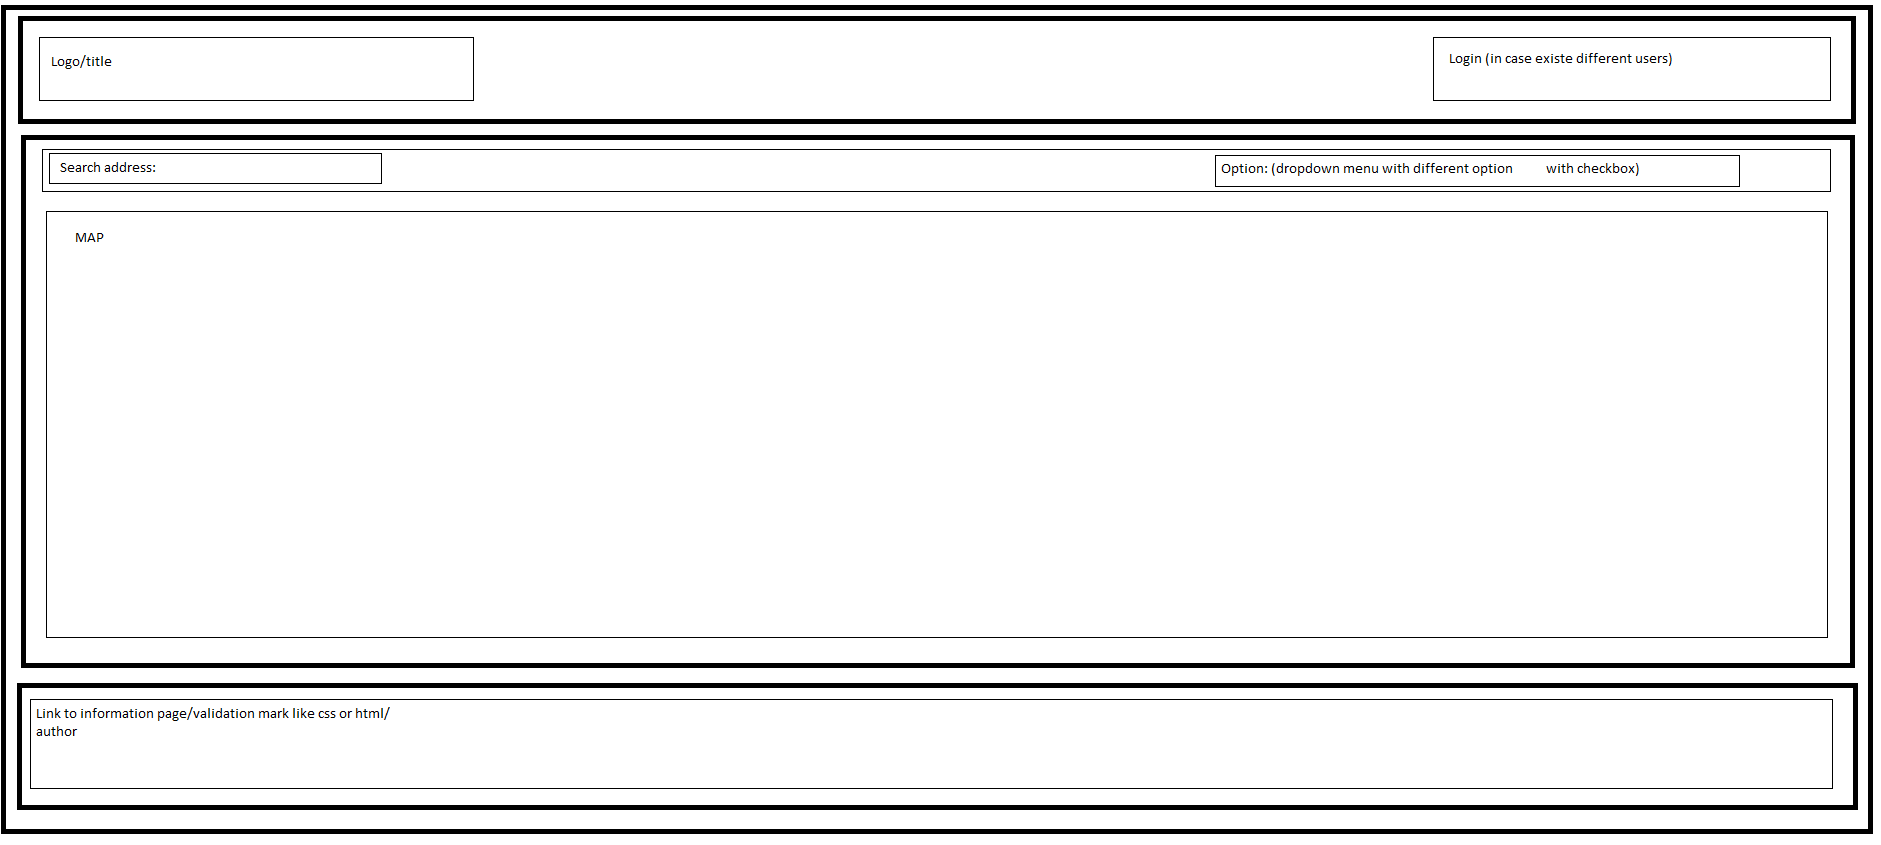 Logo/title
Login (in case existe different users)
Search address:
Option: (dropdown menu with different option with checkbox)
MAP
Link to information page/validation mark like css or html/
author